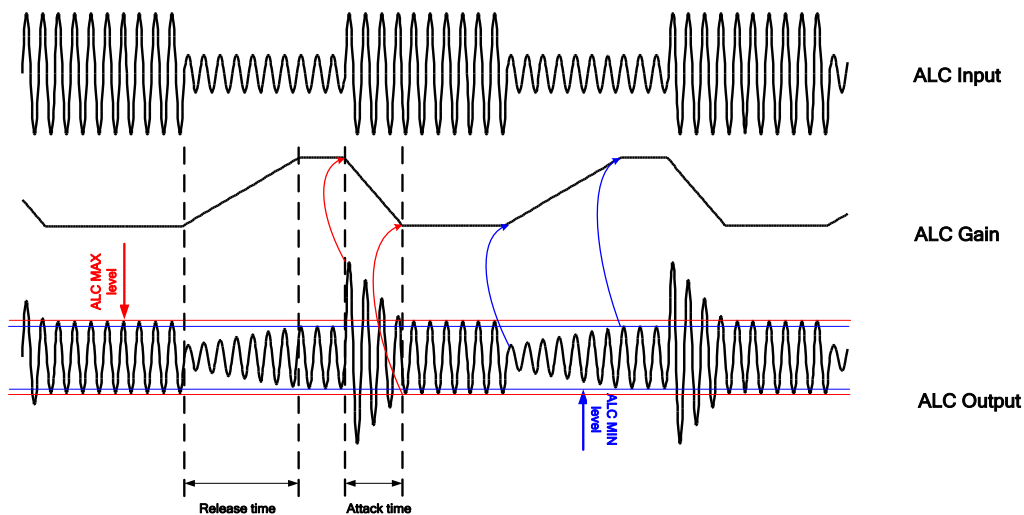 ALC Input
ALC Gain
ALC MAX
level
ALC MIN
level
ALC Output
Release time
Attack time